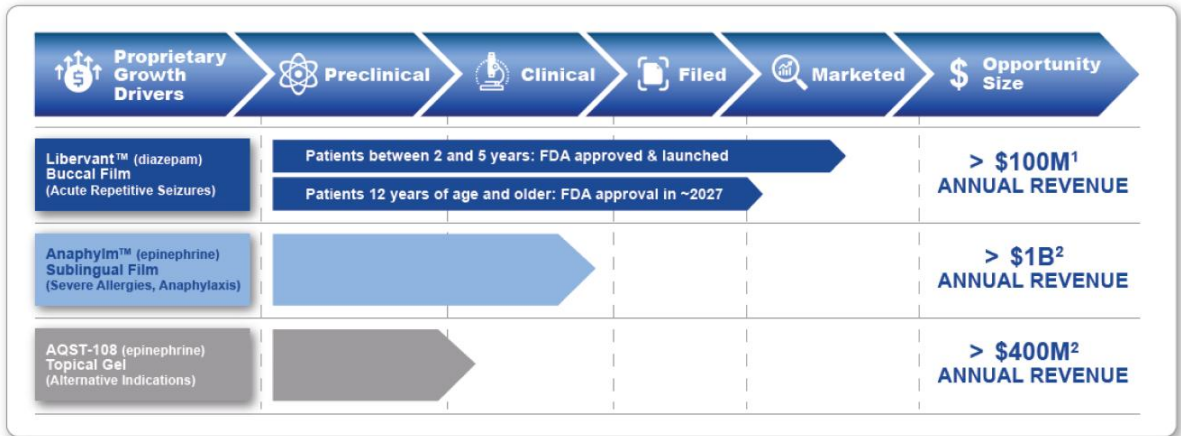 Proprietary
Growth
Drivers
Preclinical
Clinical
Filed
Marketed
$ Opportunity
Size
Libervant™ (diazepam)
Buccal Film
(Acute Repetitive Seizures)
Patients between 2 and 5 years: FDA approved & launched
Patients 12 years of age and older: FDA approval in ~2027
> $100M¹
ANNUAL REVENUE
Anaphylm™ (epinephrine)
Sublingual Film
(Severe Allergies, Anaphylaxis)
> $1B²
ANNUAL REVENUE
AQST-108 (epinephrine)
Topical Gel
(Alternative Indications)
> $400M²
ANNUAL REVENUE